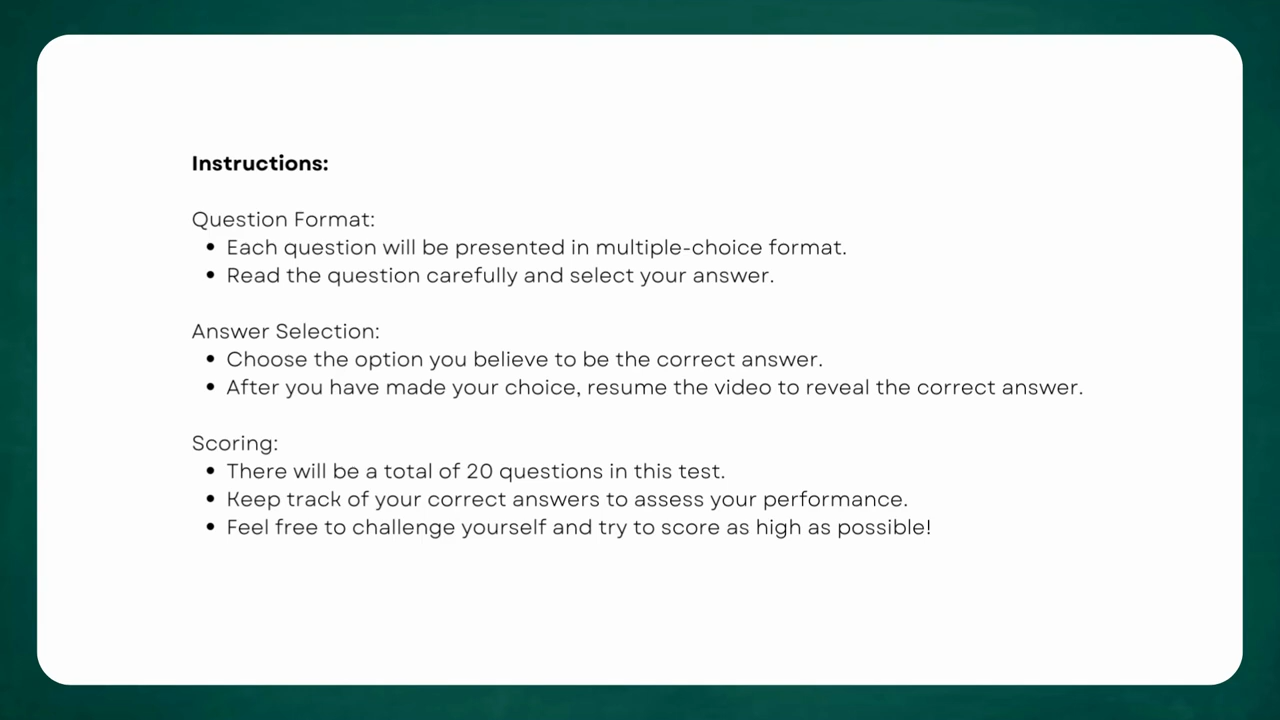 Instructions:
Question Format:
• Each question will be presented in multiple-choice format.
• Read the question carefully and select your answer.
Answer Selection:
• Choose the option you believe to be the correct answer.
• After you have made your choice, resume the video to reveal the correct answer.
Scoring:
• There will be a total of 20 questions in this test.
• Keep track of your correct answers to assess your performance.
• Feel free to challenge yourself and try to score as high as possible!